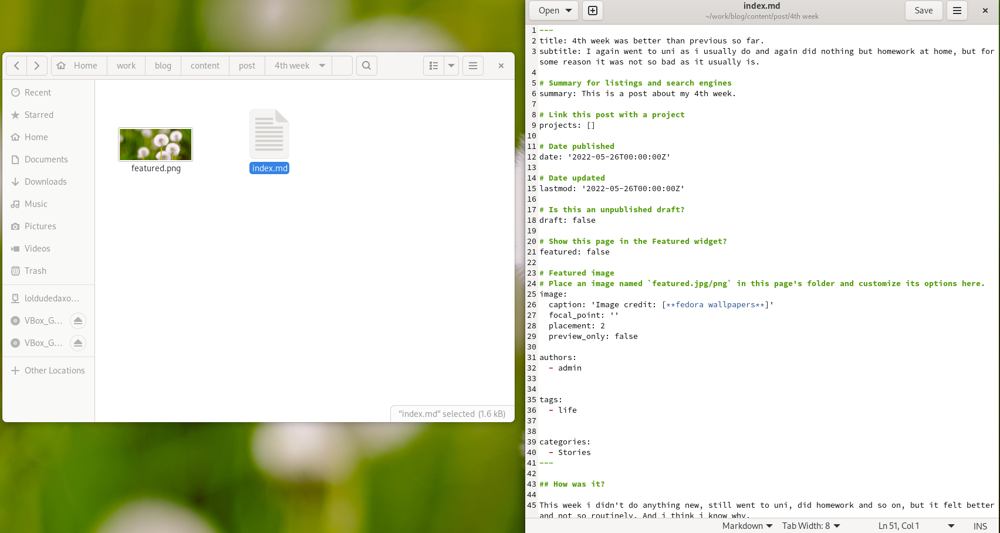 Home work blog content post 4th week
Recent
Starred
Home
Documents
Downloads
Music
Pictures
Videos
Trash
loldudedaxo...
VBox_G...
VBox_G...
Other Locations
featured.png
index.md
“index.md” selected (1.6 kB)
Open
index.md
~/work/blog/content/post/4th week
Save
1 ---
2 title: 4th week was better than previous so far.
3 subtitle: I again went to uni as i usually do and again did nothing but homework at home, but for
some reason it was not so bad as it usually is.
4
5 # Summary for listings and search engines
6 summary: This is a post about my 4th week.
7
8 # Link this post with a project
9 projects: []
10
11 # Date published
12 date: '2022-05-26T00:00:00Z'
13
14 # Date updated
15 lastmod: '2022-05-26T00:00:00Z'
16
17 # Is this an unpublished draft?
18 draft: false
19
20 # Show this page in the Featured widget?
21 featured: false
22
23 # Featured image
24 # Place an image named `featured.jpg/png` in this page's folder and customize its options here.
25 image:
26   caption: 'Image credit: [**fedora wallpapers**]'
27   focal_point: ''
28   placement: 2
29   preview_only: false
30
31 authors:
32   - admin
33
34
35 tags:
36   - life
37
38
39 categories:
40   - Stories
41 ---
42
43 ## How was it?
44
45 This week i didn't do anything new, still went to uni, did homework and so on, but it felt better
and not so routinely. And i think i know why.
Markdown Tab Width: 8 Ln 51, Col 1 INS